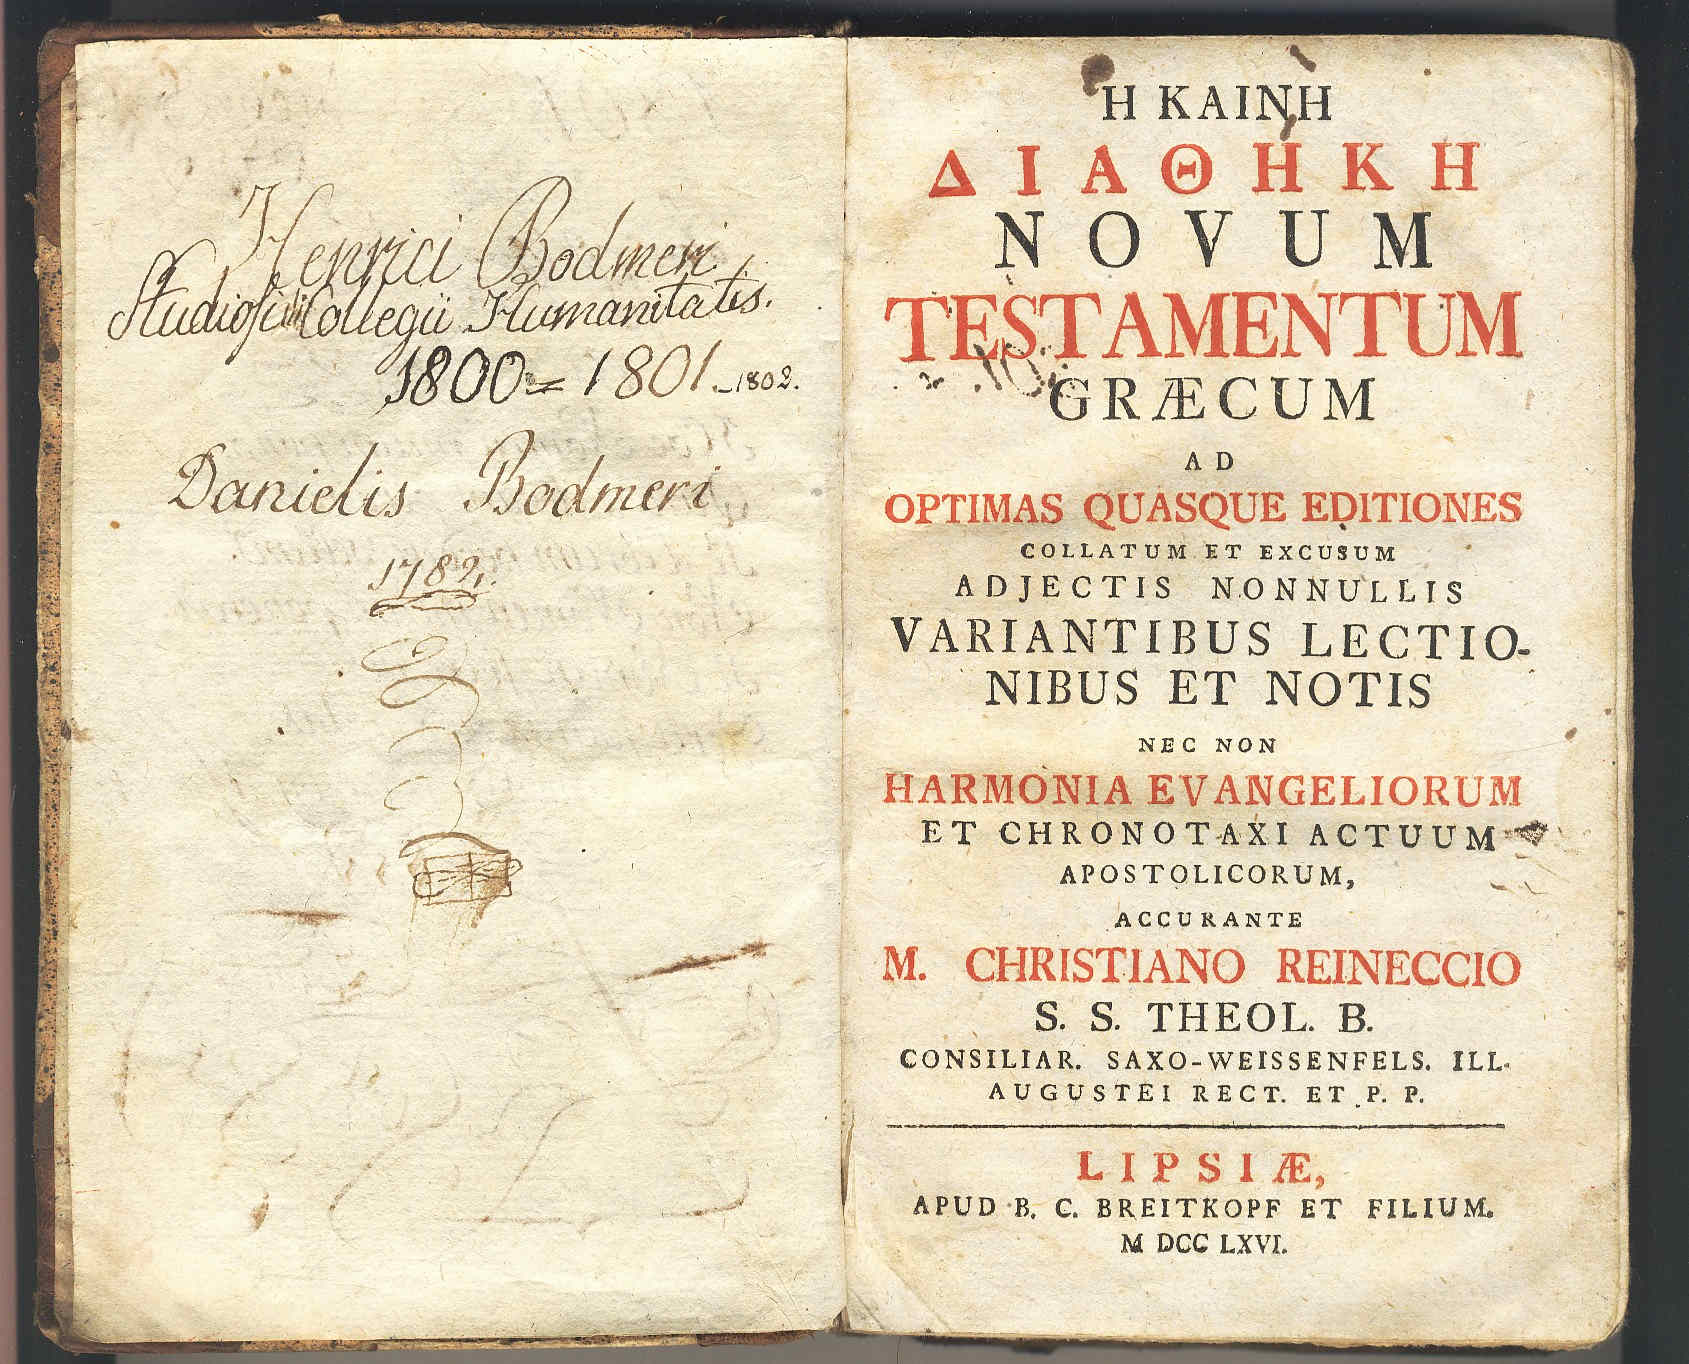 Henrici Bodmeri
Studiosi Collegii Humanitatis.
1800 = 1801 - 1802.
Danielis Bodmeri
1782.
Η ΚΑΙΝΗ
ΔΙΑΘΗΚΗ
NOVUM
TESTAMENTUM
GRÆCUM
AD
OPTIMAS QUASQUE EDITIONES
COLLATUM ET EXCUSUM
ADJECTIS NONNULLIS
VARIANTIBUS LECTIO-
NIBUS ET NOTIS
NEC NON
HARMONIA EVANGELIORUM
ET CHRONOTAXI ACTUUM
APOSTOLICORUM,
ACCURANTE
M. CHRISTIANO REINECCIO
S. S. THEOL. B.
CONSILIAR. SAXO-WEISSENFELS. ILL.
AUGUSTEI RECT. ET P. P.
LIPSIÆ,
APUD B. C. BREITKOPF ET FILIUM.
M DCC LXVI.